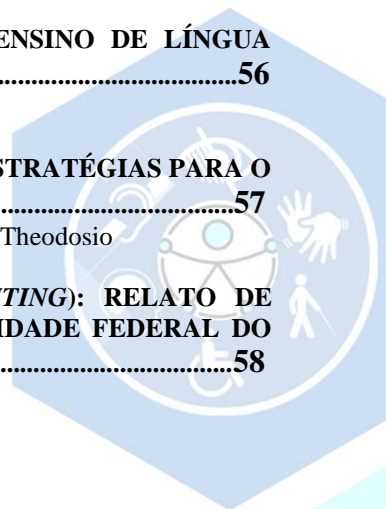 ENSINO DE LÍNGUA
..........................................56
STRATÉGIAS PARA O
..........................................57
Theodosio
TING): RELATO DE
IDADE FEDERAL DO
..........................................58